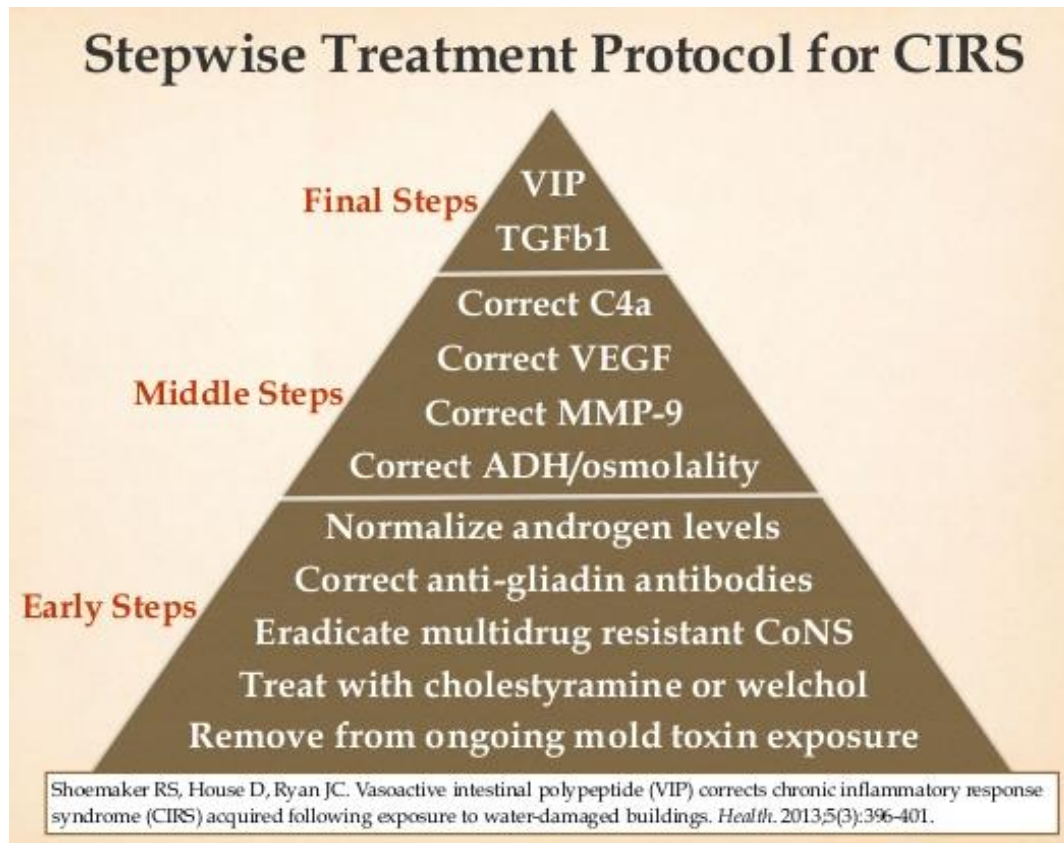 Stepwise Treatment Protocol for CIRS
Final Steps
VIP
TGFb1
Middle Steps
Correct C4a
Correct VEGF
Correct MMP-9
Correct ADH/osmolality
Early Steps
Normalize androgen levels
Correct anti-gliadin antibodies
Eradicate multidrug resistant CoNS
Treat with cholestyramine or welchol
Remove from ongoing mold toxin exposure
Shoemaker RS, House D, Ryan JC. Vasoactive intestinal polypeptide (VIP) corrects chronic inflammatory response
syndrome (CIRS) acquired following exposure to water-damaged buildings. Health. 2013;5(3):396-401.